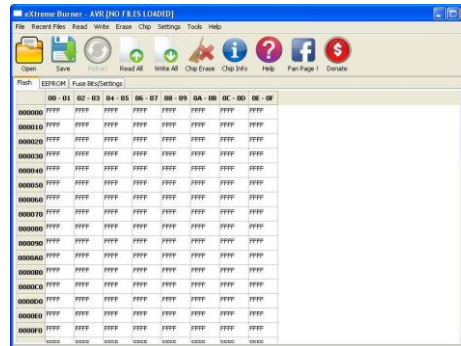 eXtreme Burner - AVR [NO FILES LOADED]
File Recent Files Read Write Erase Chip Settings Tools Help
Open Save Reload Read All Write All Chip Erase Chip Info Help Fan Page ! Donate
Flash EEPROM Fuse Bits/Settings
00 - 01 02 - 03 04 - 05 06 - 07 08 - 09 0A - 0B 0C - 0D 0E - 0F
000000 FFFF FFFF FFFF FFFF FFFF FFFF FFFF FFFF
000010 FFFF FFFF FFFF FFFF FFFF FFFF FFFF FFFF
000020 FFFF FFFF FFFF FFFF FFFF FFFF FFFF FFFF
000030 FFFF FFFF FFFF FFFF FFFF FFFF FFFF FFFF
000040 FFFF FFFF FFFF FFFF FFFF FFFF FFFF FFFF
000050 FFFF FFFF FFFF FFFF FFFF FFFF FFFF FFFF
000060 FFFF FFFF FFFF FFFF FFFF FFFF FFFF FFFF
000070 FFFF FFFF FFFF FFFF FFFF FFFF FFFF FFFF
000080 FFFF FFFF FFFF FFFF FFFF FFFF FFFF FFFF
000090 FFFF FFFF FFFF FFFF FFFF FFFF FFFF FFFF
0000A0 FFFF FFFF FFFF FFFF FFFF FFFF FFFF FFFF
0000B0 FFFF FFFF FFFF FFFF FFFF FFFF FFFF FFFF
0000C0 FFFF FFFF FFFF FFFF FFFF FFFF FFFF FFFF
0000D0 FFFF FFFF FFFF FFFF FFFF FFFF FFFF FFFF
0000E0 FFFF FFFF FFFF FFFF FFFF FFFF FFFF FFFF
0000F0 FFFF FFFF FFFF FFFF FFFF FFFF FFFF FFFF